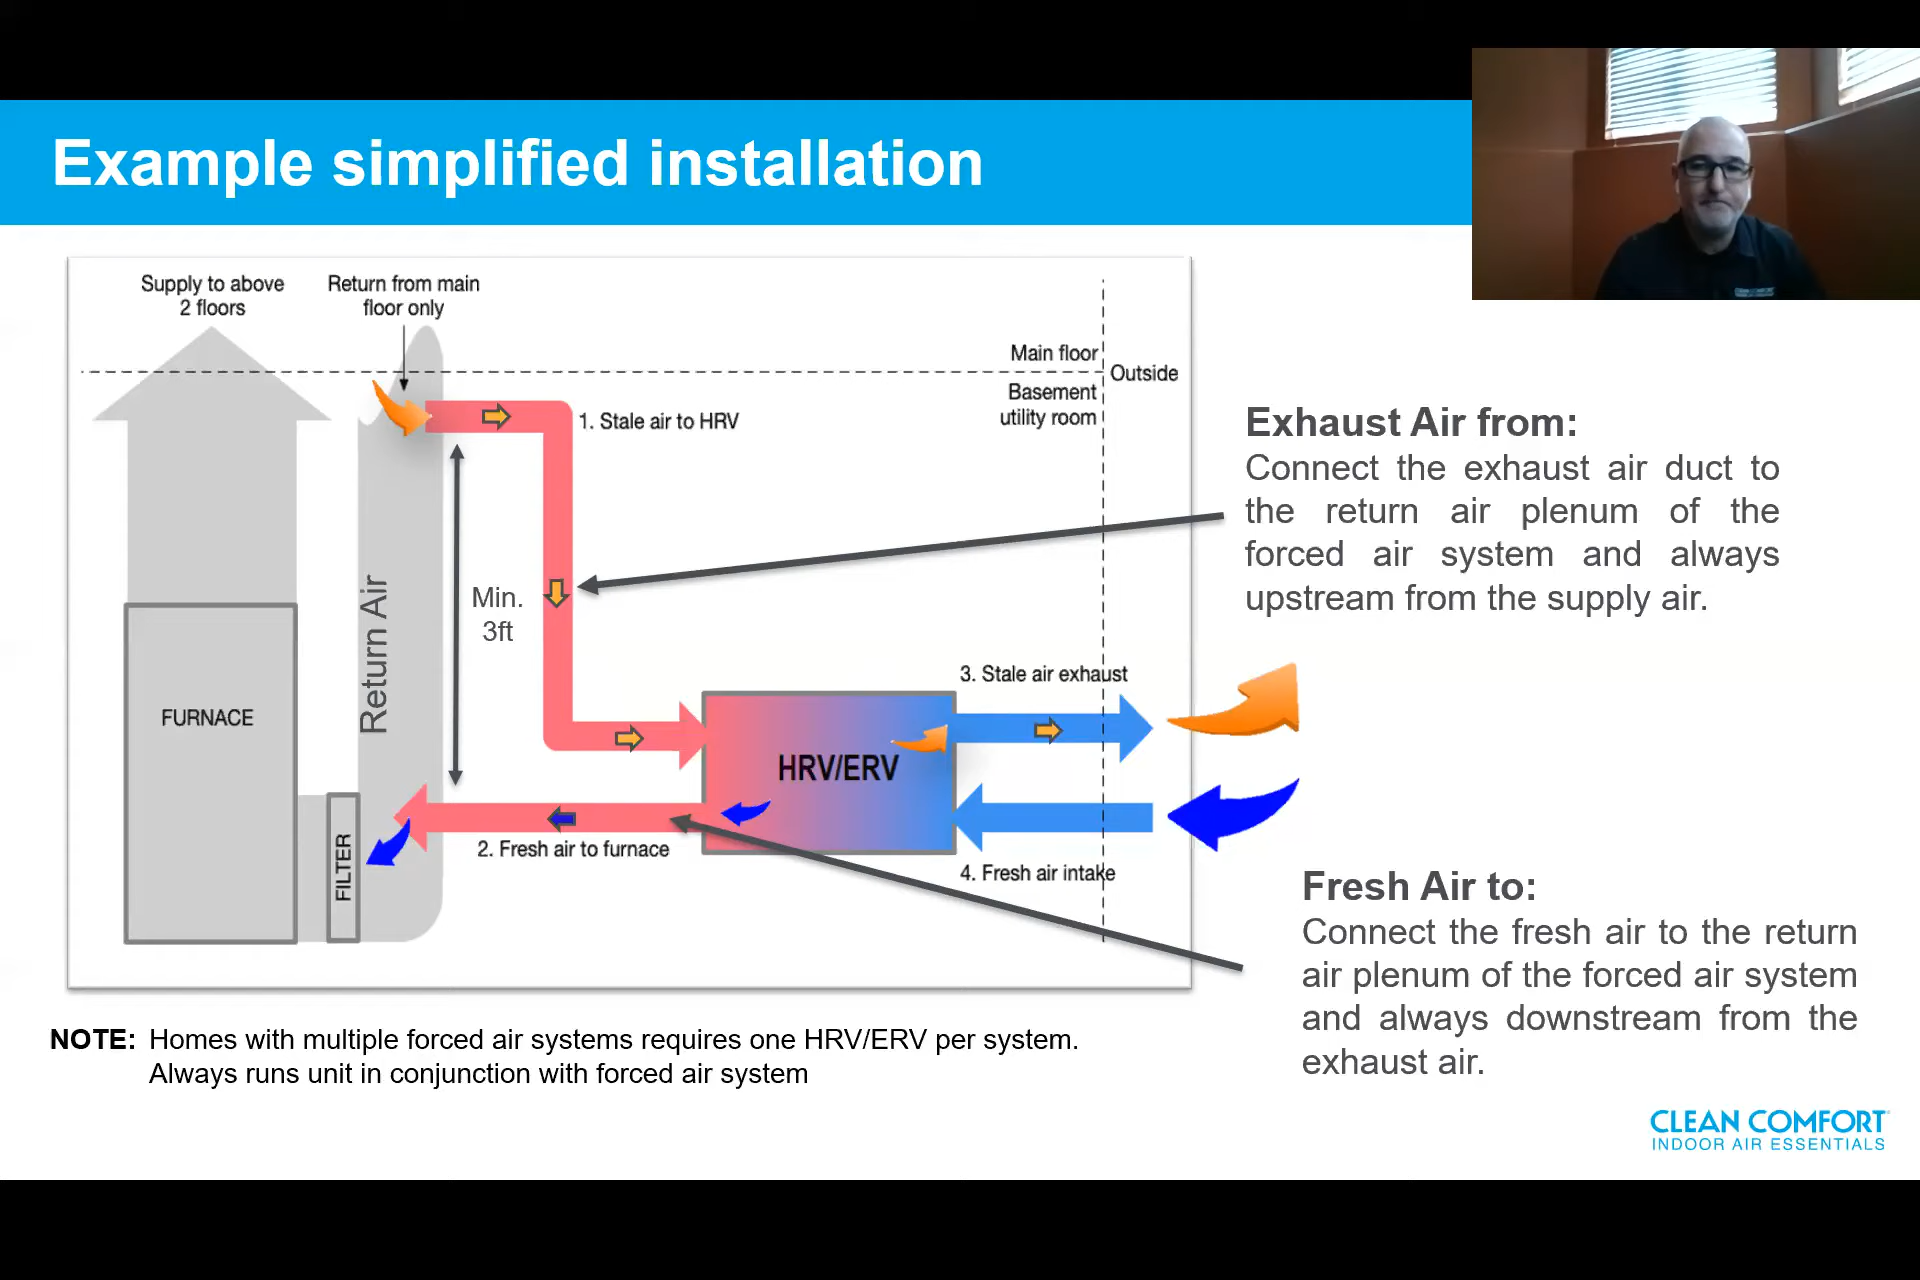 Example simplified installation
Supply to above
2 floors
Return from main
floor only
Main floor
Outside
Basement
utility room
1. Stale air to HRV
Exhaust Air from:
Connect the exhaust air duct to
the return air plenum of the
forced air system and always
upstream from the supply air.
Return Air
Min.
3ft
3. Stale air exhaust
FURNACE
HRV/ERV
FILTER
2. Fresh air to furnace
4. Fresh air intake
Fresh Air to:
Connect the fresh air to the return
air plenum of the forced air system
and always downstream from the
exhaust air.
NOTE: Homes with multiple forced air systems requires one HRV/ERV per system.
Always runs unit in conjunction with forced air system
CLEAN COMFORT
INDOOR AIR ESSENTIALS
CLEAN COMFORT